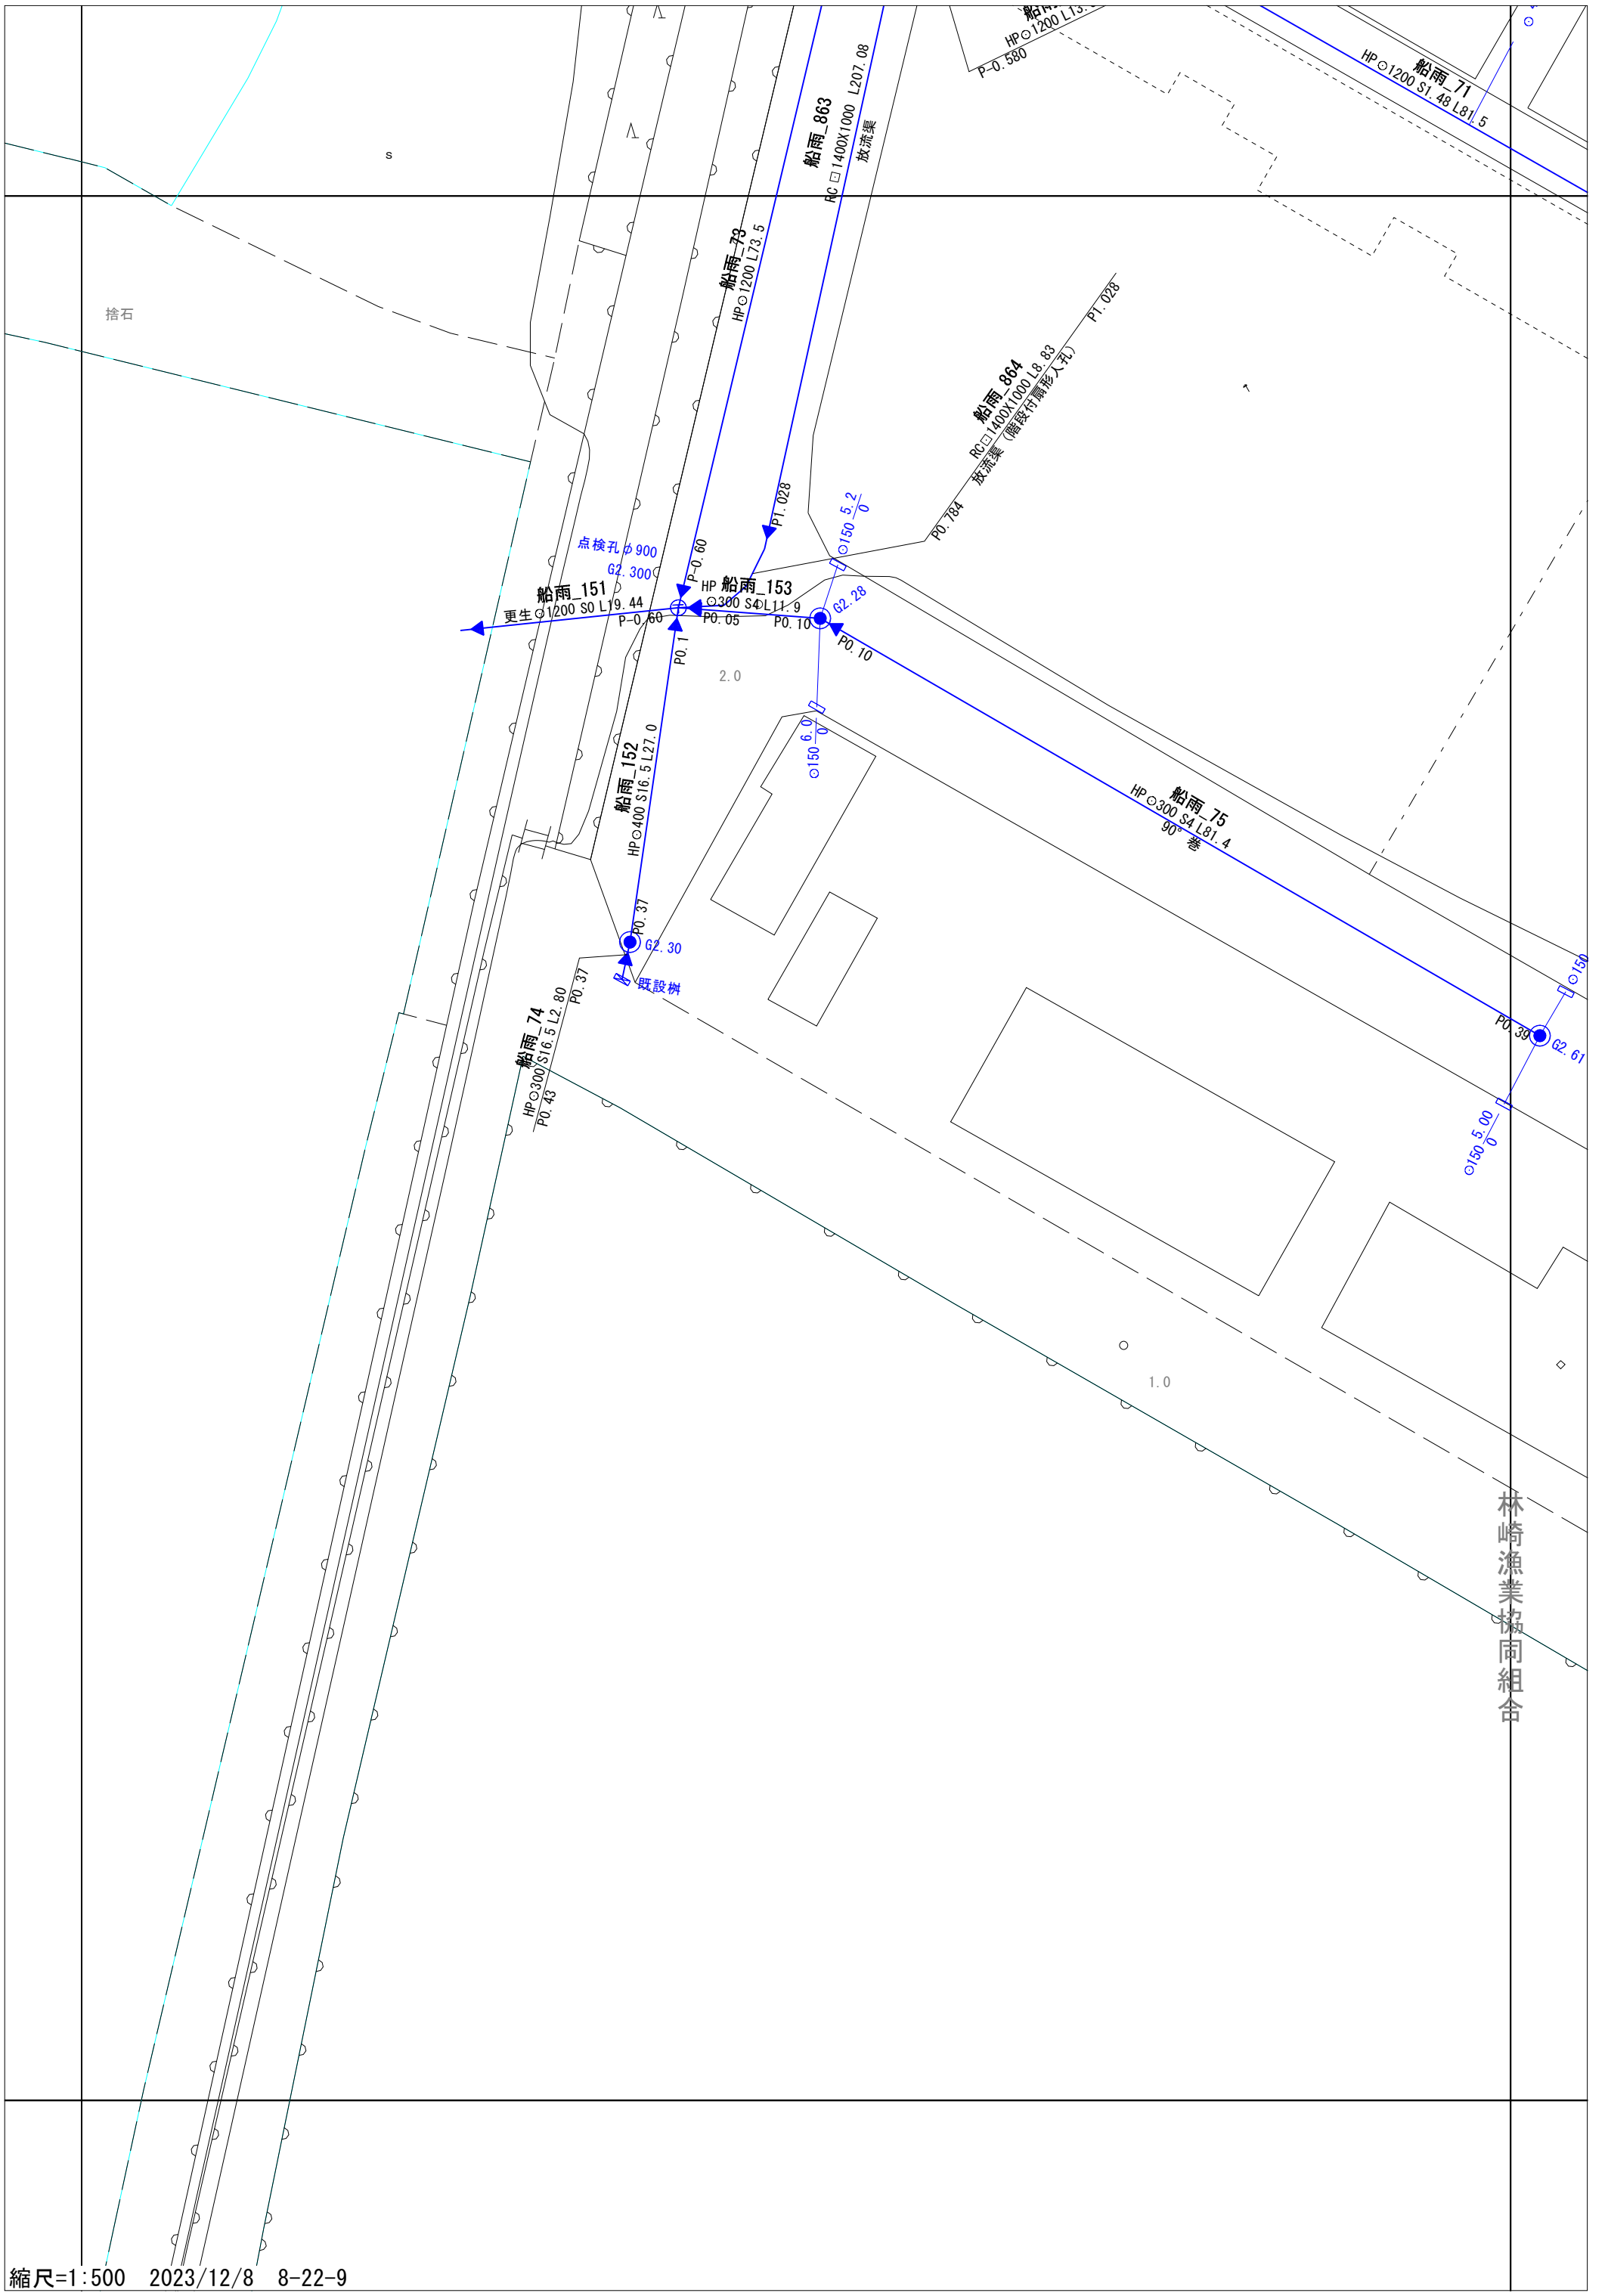 HP⊙1200 L13.
P-0.580
船雨_71
HP⊙1200 S1.48 L81.5
船雨_863
RC□1400X1000 L207.08
放流渠
s
船雨_73
HP⊙1200 L73.5
捨石
P1.028
船雨_864
RC□1400X1000 L8.83
放流渠（階段付扇形人孔）
P0.784
P1.028
⊙150 5.2
0
点検孔φ900
G2.300
P-0.60
船雨_151
更生⊙1200 S0 L19.44
P-0.60
HP 船雨_153
⊙300 S4 L11.9
P0.05
P0.10
G2.28
P0.10
P0.1
2.0
⊙150 6.0
0
船雨_152
HP⊙400 S16.5 L27.0
船雨_75
HP⊙300 S4 L81.4
90° 巻
P0.37
G2.30
既設桝
P0.37
船雨_74
HP⊙300 S16.5 L2.80
P0.43
⊙150
P0.39
G2.61
⊙150 5.00
0
1.0
林崎漁業協同組合
縮尺=1:500 2023/12/8 8-22-9